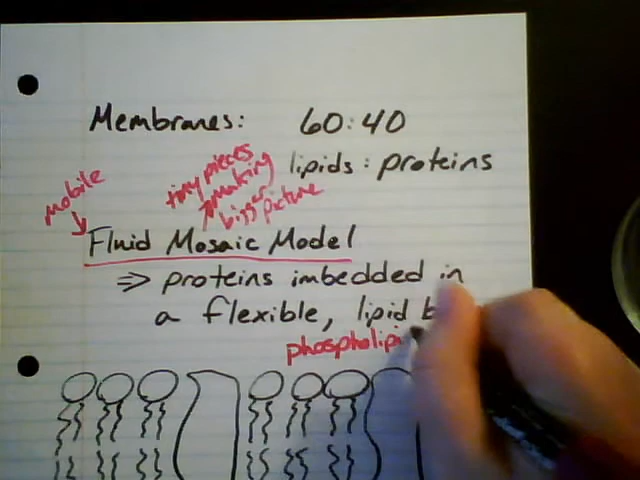 Membranes: 60:40
lipids: proteins
mobile
tiny pieces
making
bigger
picture
Fluid Mosaic Model
⇒ proteins imbedded in
a flexible, lipid b
phospholipi